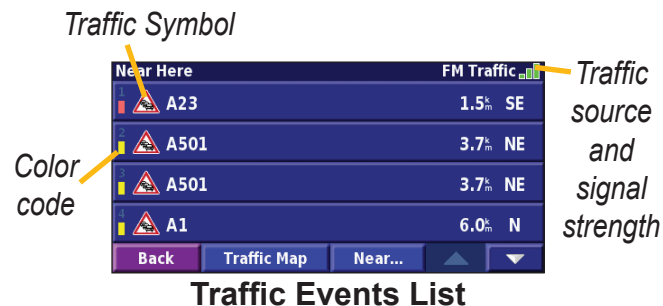 Traffic Symbol
Near Here FM Traffic
1 A23 1.5km SE
2 A501 3.7km NE
3 A501 3.7km NE
4 A1 6.0km N
Back Traffic Map Near...
Color
code
Traffic
source
and
signal
strength
Traffic Events List